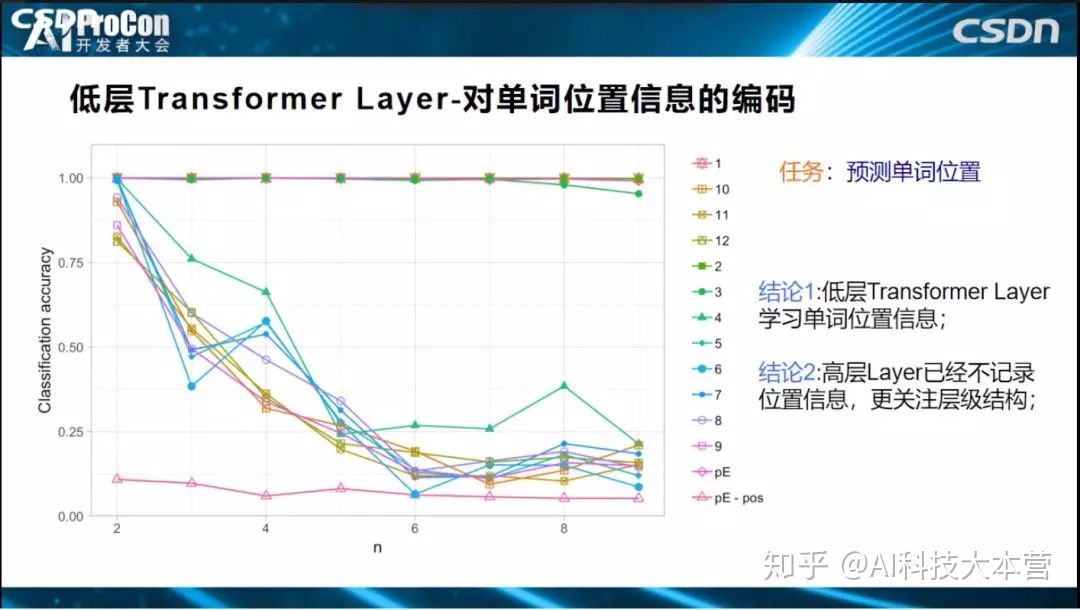 CSDN
AI ProCon
开发者大会
CSDN
低层Transformer Layer-对单词位置信息的编码
任务：预测单词位置
结论1:低层Transformer Layer
学习单词位置信息；
结论2:高层Layer已经不记录
位置信息，更关注层级结构；
Classification accuracy
1.00
0.75
0.50
0.25
0.00
2
4
6
8
n
1
10
11
12
2
3
4
5
6
7
8
9
pE
pE - pos
知乎 @AI科技大本营